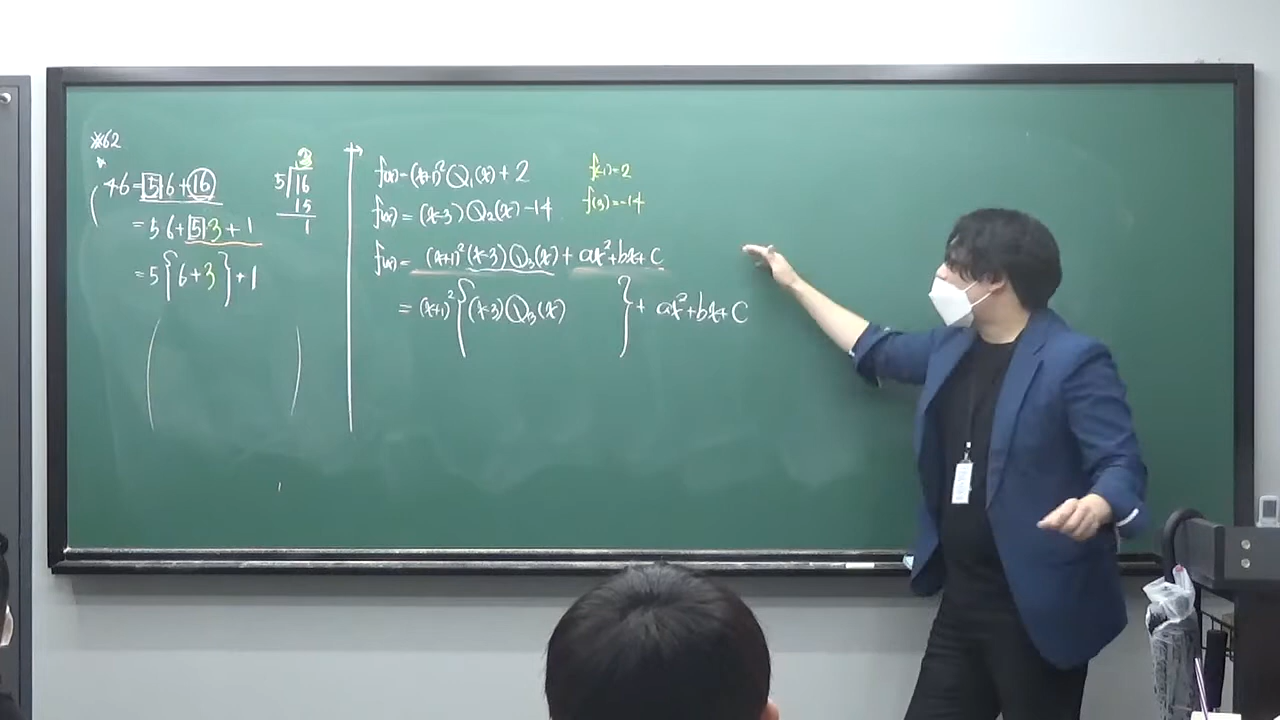 ※62
46 = 5·6 + 16
= 5·6 + 5·3 + 1
= 5{6+3} + 1
3
5 16
15
1
f(x) = (x+1)²Q₁(x) + 2
f(-1) = 2
f(x) = (x-3)Q₂(x) - 14
f(3) = -14
f(x) = (x+1)²(x-3)Q₃(x) + ax²+bx+c
= (x+1)²{(x-3)Q₃(x) } + ax²+bx+c